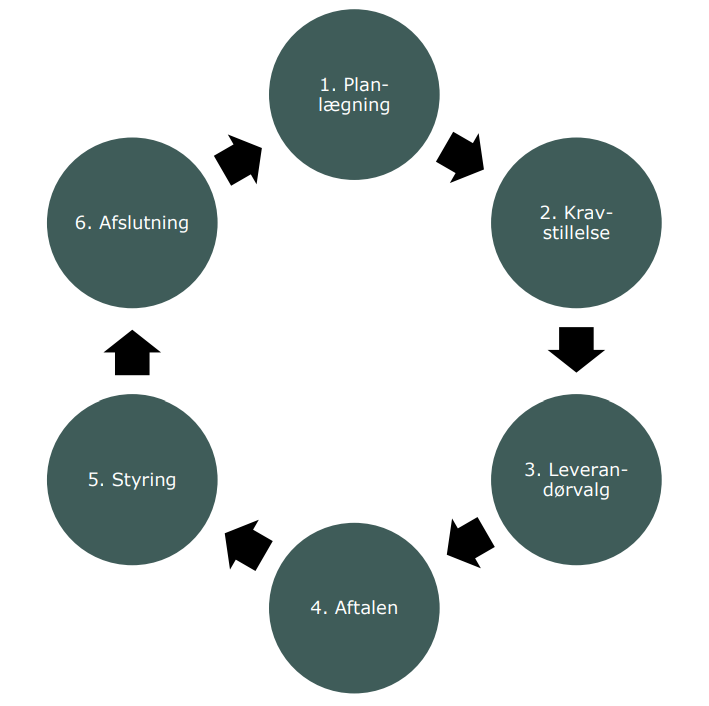 1. Plan-
lægning
2. Krav-
stillelse
3. Leveran-
dørvalg
4. Aftalen
5. Styring
6. Afslutning